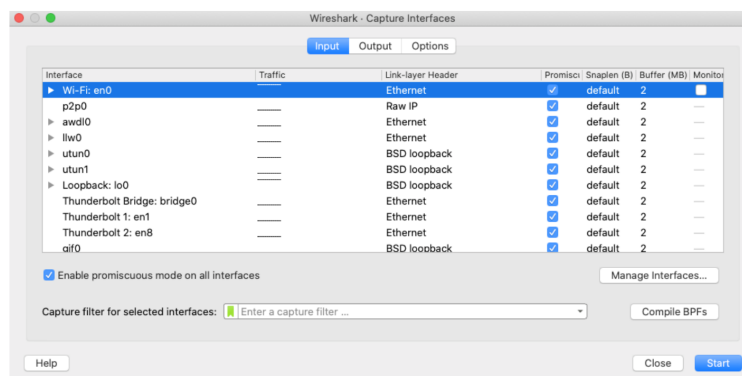 Wireshark · Capture Interfaces
Input Output Options
Interface Traffic Link-layer Header Promisc Snaplen (B) Buffer (MB) Monitor
Wi-Fi: en0 Ethernet default 2
p2p0 Raw IP default 2 —
awdl0 Ethernet default 2 —
llw0 Ethernet default 2 —
utun0 BSD loopback default 2 —
utun1 BSD loopback default 2 —
Loopback: lo0 BSD loopback default 2 —
Thunderbolt Bridge: bridge0 Ethernet default 2 —
Thunderbolt 1: en1 Ethernet default 2 —
Thunderbolt 2: en8 Ethernet default 2 —
gif0 BSD loopback default 2 —
Enable promiscuous mode on all interfaces Manage Interfaces...
Capture filter for selected interfaces: Enter a capture filter ... Compile BPFs
Help Close Start